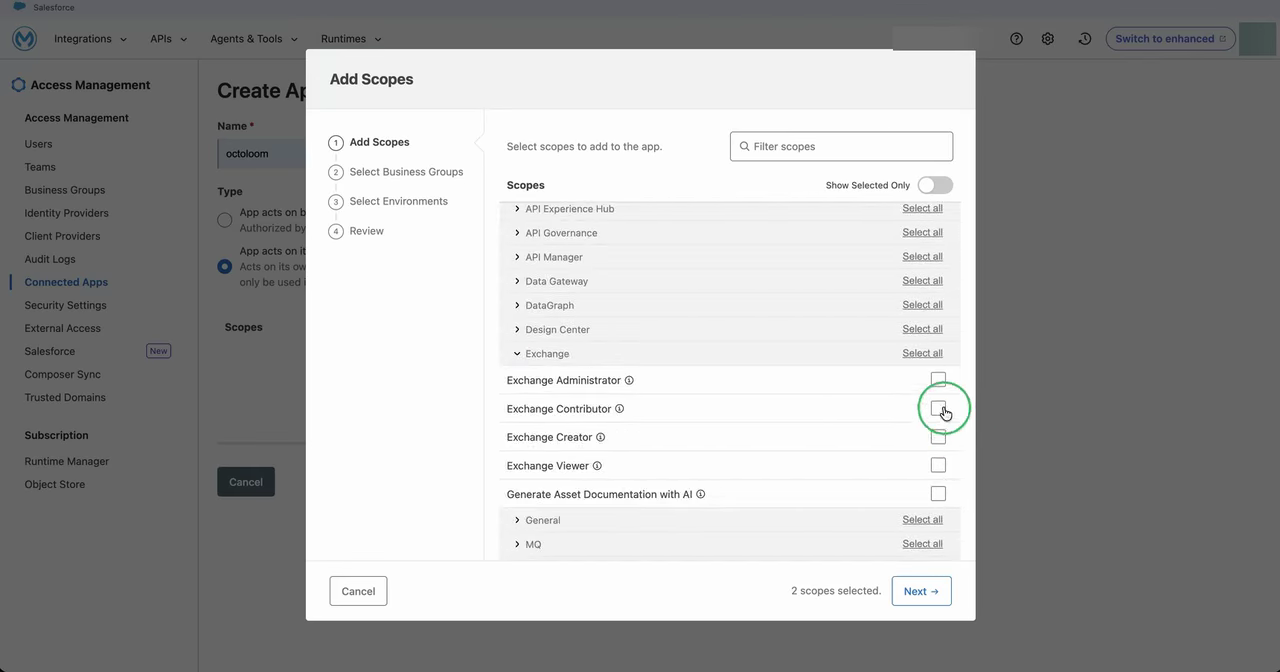 Salesforce
Integrations
APIs
Agents & Tools
Runtimes
Switch to enhanced
Access Management
Access Management
Users
Teams
Business Groups
Identity Providers
Client Providers
Audit Logs
Connected Apps
Security Settings
External Access
Salesforce
New
Composer Sync
Trusted Domains
Subscription
Runtime Manager
Object Store
Create Ap
Name *
octoloom
Type
App acts on b
Authorized by
App acts on it
Acts on its ow
only be used i
Scopes
Cancel
Add Scopes
1 Add Scopes
2 Select Business Groups
3 Select Environments
4 Review
Select scopes to add to the app.
Filter scopes
Scopes
Show Selected Only
API Experience Hub Select all
API Governance Select all
API Manager Select all
Data Gateway Select all
DataGraph Select all
Design Center Select all
Exchange Select all
Exchange Administrator
Exchange Contributor
Exchange Creator
Exchange Viewer
Generate Asset Documentation with AI
General Select all
MQ Select all
Cancel
2 scopes selected.
Next →